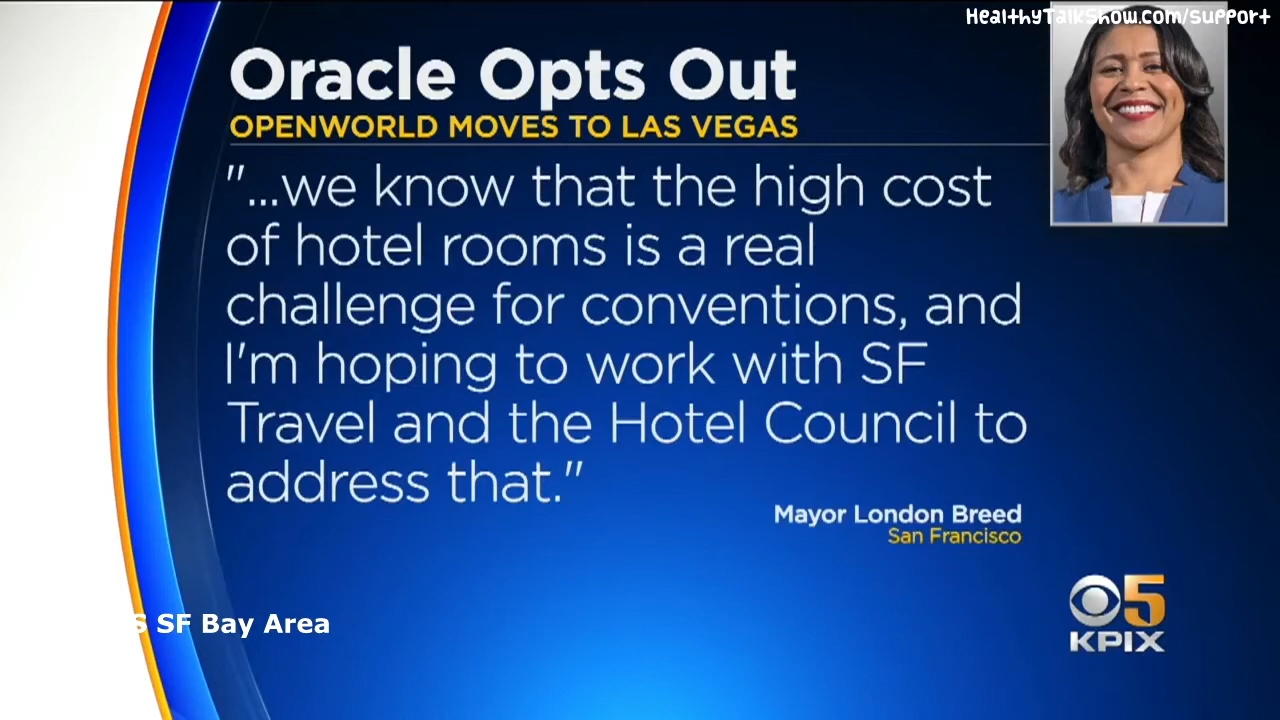 HealthyTalkShow.com/support
Oracle Opts Out
OPENWORLD MOVES TO LAS VEGAS
"...we know that the high cost
of hotel rooms is a real
challenge for conventions, and
I'm hoping to work with SF
Travel and the Hotel Council to
address that."
Mayor London Breed
San Francisco
S SF Bay Area
5
KPIX